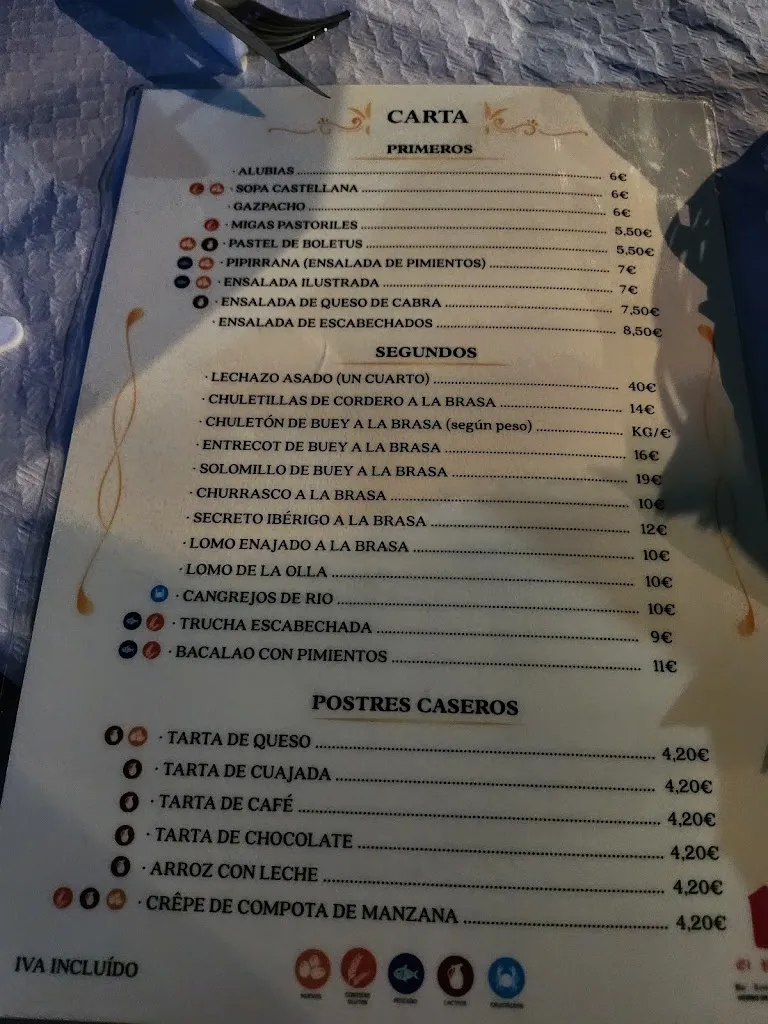 CARTA
PRIMEROS
· ALUBIAS 6€
· SOPA CASTELLANA 6€
· GAZPACHO 6€
· MIGAS PASTORILES 5,50€
· PASTEL DE BOLETUS 5,50€
· PIPIRRANA (ENSALADA DE PIMIENTOS) 7€
· ENSALADA ILUSTRADA 7€
· ENSALADA DE QUESO DE CABRA 7,50€
· ENSALADA DE ESCABECHADOS 8,50€
SEGUNDOS
· LECHAZO ASADO (UN CUARTO) 40€
· CHULETILLAS DE CORDERO A LA BRASA 14€
· CHULETÓN DE BUEY A LA BRASA (según peso) KG/€
· ENTRECOT DE BUEY A LA BRASA 16€
· SOLOMILLO DE BUEY A LA BRASA 19€
· CHURRASCO A LA BRASA 10€
· SECRETO IBÉRIGO A LA BRASA 12€
· LOMO ENAJADO A LA BRASA 10€
· LOMO DE LA OLLA 10€
· CANGREJOS DE RIO 10€
· TRUCHA ESCABECHADA 9€
· BACALAO CON PIMIENTOS 11€
POSTRES CASEROS
· TARTA DE QUESO 4,20€
· TARTA DE CUAJADA 4,20€
· TARTA DE CAFÉ 4,20€
· TARTA DE CHOCOLATE 4,20€
· ARROZ CON LECHE 4,20€
· CRÊPE DE COMPOTA DE MANZANA 4,20€
IVA INCLUÍDO
HUEVOS CONTIENE GLUTEN PESCADO LÁCTEOS CRUSTÁCEOS
el